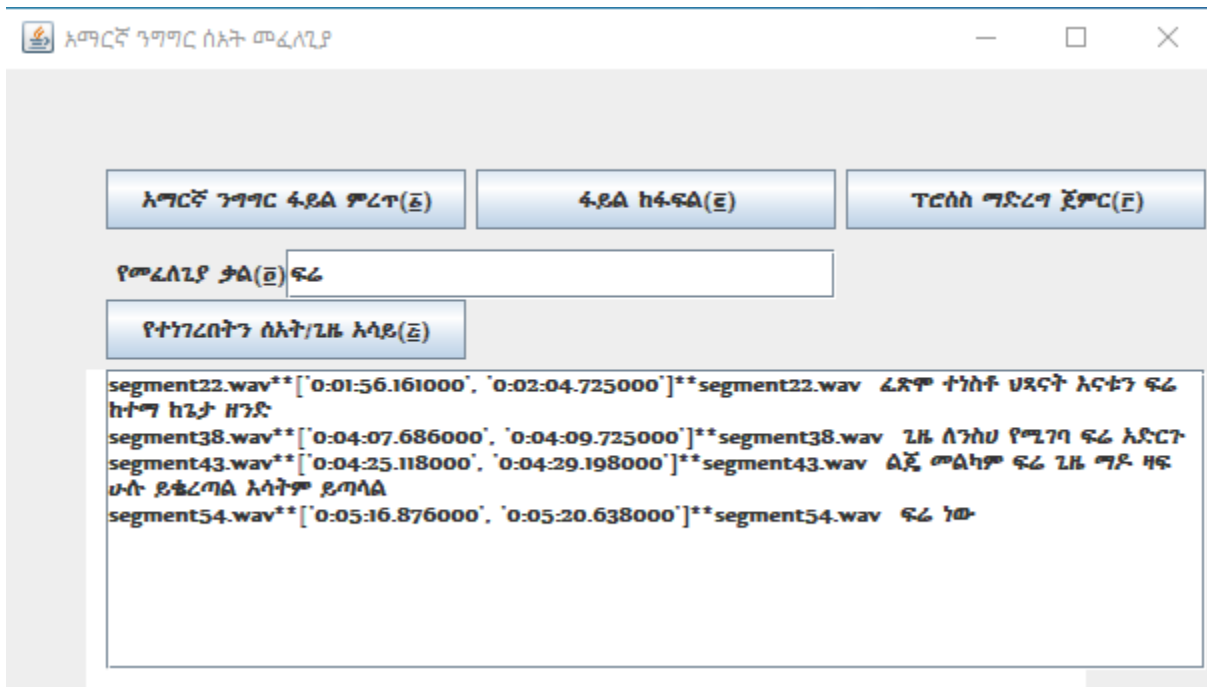 አማርኛ ንግግር ሰአት መፈለጊያ
አማርኛ ንግግር ፋይል ምረጥ(፩) ፋይል ከፋፍል(፪) ፕሮሰስ ማድረግ ጀምር(፫)
የመፈለጊያ ቃል(፬) ፍሬ
የተነገረበትን ሰአት/ጊዜ አሳይ(፭)
segment22.wav**['0:01:56.161000', '0:02:04.725000']**segment22.wav ፈጽሞ ተነስቶ ህጻናት እናቱን ፍሬ
ከተማ ከጌታ ዘንድ
segment38.wav**['0:04:07.686000', '0:04:09.725000']**segment38.wav ጊዜ ለንስሀ የሚገባ ፍሬ አድርጉ
segment43.wav**['0:04:25.118000', '0:04:29.198000']**segment43.wav ልጄ መልካም ፍሬ ጊዜ ማዶ ዛፍ
ሁሉ ይቁረጣል እሳትም ይጣላል
segment54.wav**['0:05:16.876000', '0:05:20.638000']**segment54.wav ፍሬ ነው